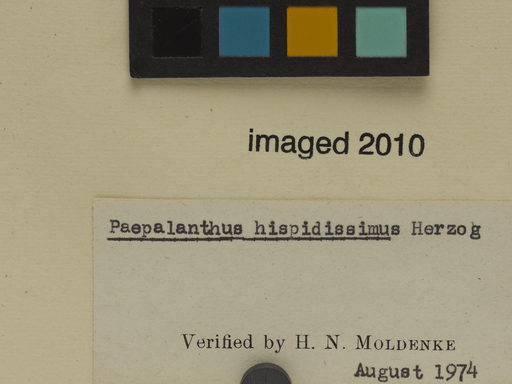 imaged 2010
Paepalanthus hispidissimus Herzog
Verified by H. N. MOLDENKE
August 1974